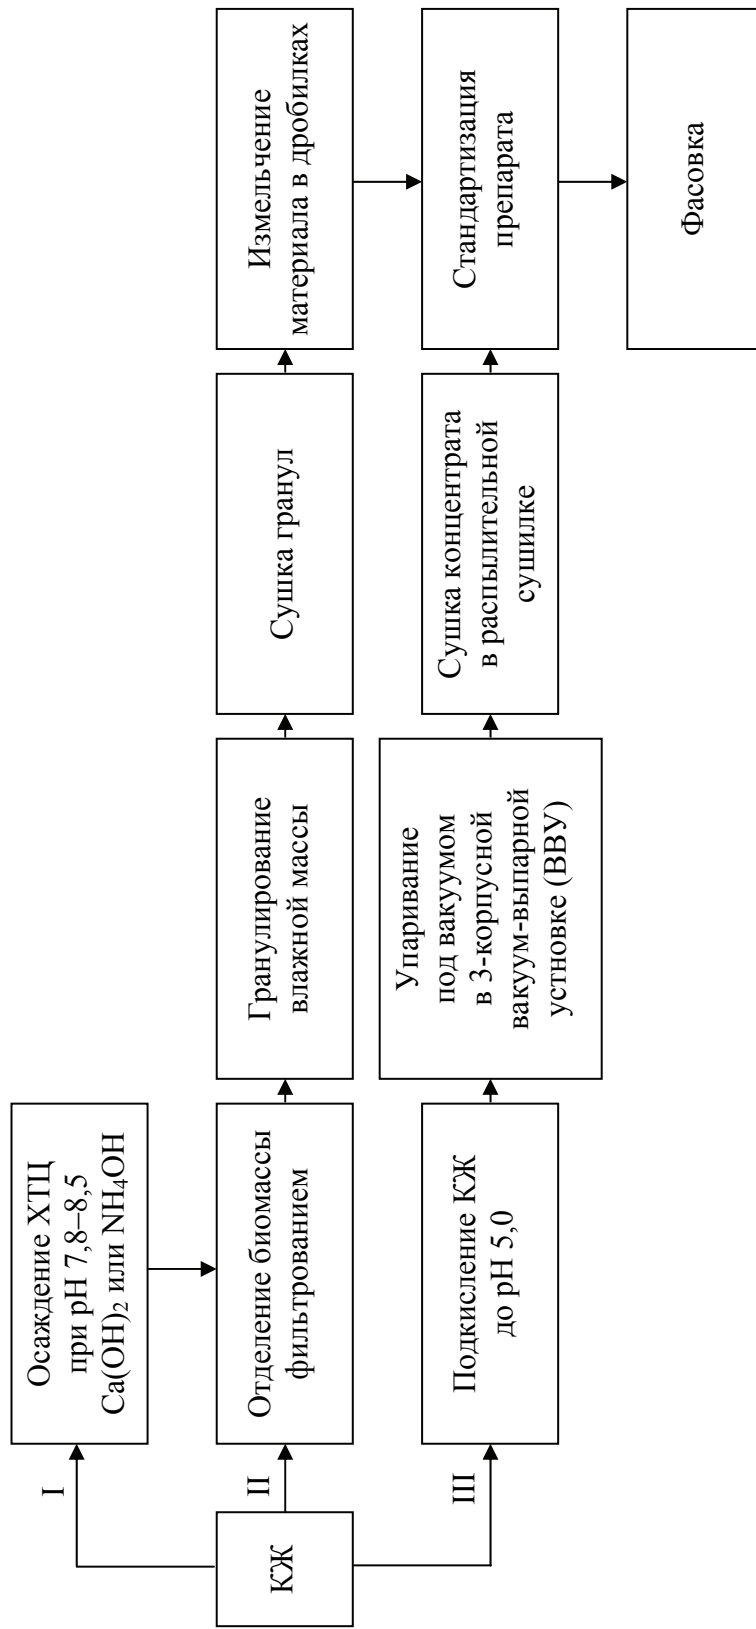 КЖ
I
Осаждение ХТЦ
при pH 7,8–8,5
Ca(OH)₂ или NH₄OH
II
Отделение биомассы
фильтрованием
Гранулирование
влажной массы
Сушка гранул
Измельчение
материала в дробилках
III
Подкисление КЖ
до pH 5,0
Упаривание
под вакуумом
в 3-корпусной
вакуум-выпарной
устновке (ВВУ)
Сушка концентрата
в распылительной
сушилке
Стандартизация
препарата
Фасовка